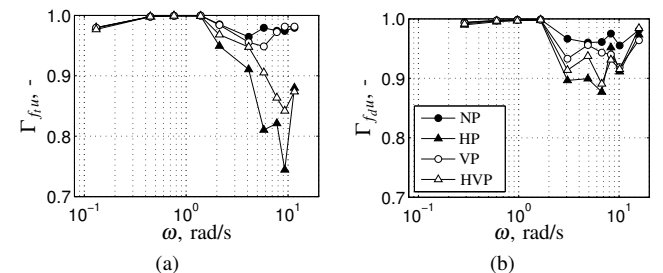 1.0
0.9
0.8
0.7
Γ_{f_t u}, -
10^{-1} 10^0 10^1
ω, rad/s
(a)
1.0
0.9
0.8
0.7
Γ_{f_d u}, -
NP
HP
VP
HVP
10^{-1} 10^0 10^1
ω, rad/s
(b)